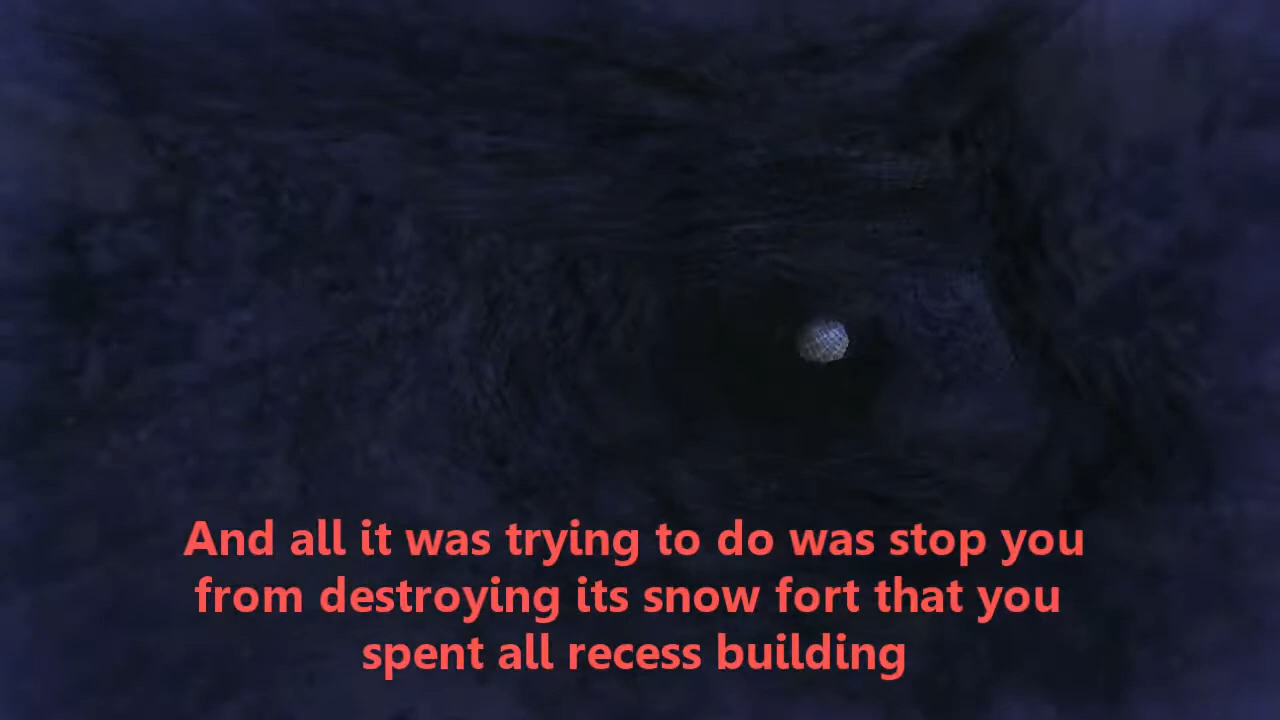 And all it was trying to do was stop you
from destroying its snow fort that you
spent all recess building